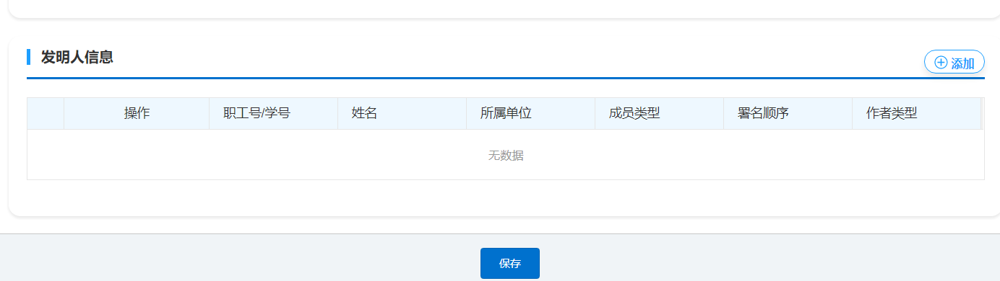 发明人信息
添加
操作 职工号/学号 姓名 所属单位 成员类型 署名顺序 作者类型
无数据
保存